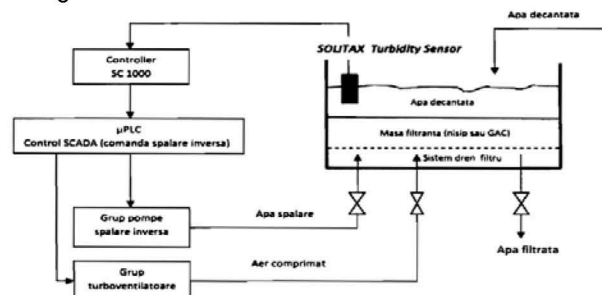 Apa decantata
SOLITAX Turbidity Sensor
Controller
SC 1000
Apa decantata
µPLC
Control SCADA (comanda spalare inversa)
Masa filtranta (nisip sau GAC)
Sistem dren filtru
Grup pompe
spalare inversa
Apa spalare
Apa filtrata
Grup
turboventilatoare
Aer comprimat